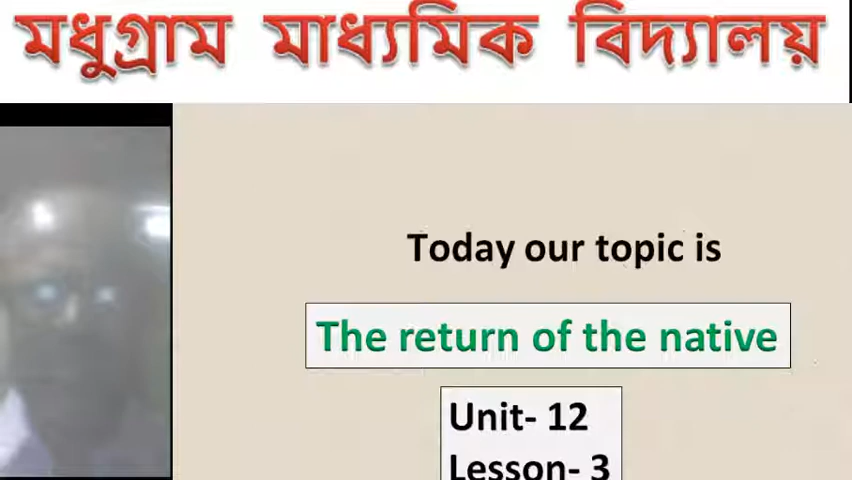 মধুগ্রাম মাধ্যমিক বিদ্যালয়
Today our topic is
The return of the native
Unit- 12
Lesson- 3